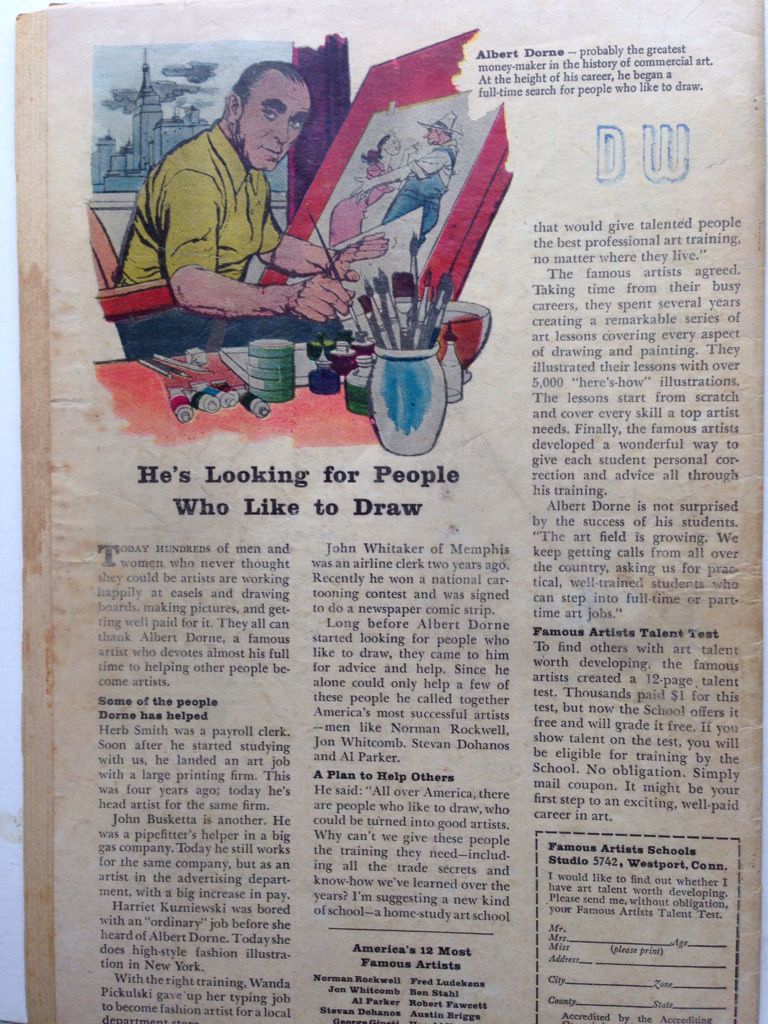 Albert Dorne — probably the greatest
money-maker in the history of commercial art.
At the height of his career, he began a
full-time search for people who like to draw.
DW
He's Looking for People
Who Like to Draw
TODAY HUNDREDS of men and
women who never thought
they could be artists are working
happily at easels and drawing
boards, making pictures, and get-
ting well paid for it. They all can
thank Albert Dorne, a famous
artist who devotes almost his full
time to helping other people be-
come artists.
Some of the people
Dorne has helped
Herb Smith was a payroll clerk.
Soon after he started studying
with us, he landed an art job
with a large printing firm. This
was four years ago; today he's
head artist for the same firm.
John Busketta is another. He
was a pipefitter's helper in a big
gas company. Today he still works
for the same company, but as an
artist in the advertising depart-
ment, with a big increase in pay.
Harriet Kuzniewski was bored
with an "ordinary" job before she
heard of Albert Dorne. Today she
does high-style fashion illustra-
tion in New York.
With the right training, Wanda
Pickulski gave up her typing job
to become fashion artist for a local
department store.
John Whitaker of Memphis
was an airline clerk two years ago.
Recently he won a national car-
tooning contest and was signed
to do a newspaper comic strip.
Long before Albert Dorne
started looking for people who
like to draw, they came to him
for advice and help. Since he
alone could only help a few of
these people he called together
America's most successful artists
—men like Norman Rockwell,
Jon Whitcomb, Stevan Dohanos
and Al Parker.
A Plan to Help Others
He said: "All over America, there
are people who like to draw, who
could be turned into good artists.
Why can't we give these people
the training they need—includ-
ing all the trade secrets and
know-how we've learned over the
years? I'm suggesting a new kind
of school—a home-study art school
America's 12 Most
Famous Artists
Norman Rockwell
Jon Whitcomb
Al Parker
Stevan Dohanos
George Giusti
Fred Ludekens
Ben Stahl
Robert Fawcett
Austin Briggs
that would give talented people
the best professional art training,
no matter where they live."
The famous artists agreed.
Taking time from their busy
careers, they spent several years
creating a remarkable series of
art lessons covering every aspect
of drawing and painting. They
illustrated their lessons with over
5,000 "here's-how" illustrations.
The lessons start from scratch
and cover every skill a top artist
needs. Finally, the famous artists
developed a wonderful way to
give each student personal cor-
rection and advice all through
his training.
Albert Dorne is not surprised
by the success of his students.
"The art field is growing. We
keep getting calls from all over
the country, asking us for prac-
tical, well-trained students who
can step into full-time or part-
time art jobs."
Famous Artists Talent Test
To find others with art talent
worth developing, the famous
artists created a 12-page talent
test. Thousands paid $1 for this
test, but now the School offers it
free and will grade it free. If you
show talent on the test, you will
be eligible for training by the
School. No obligation. Simply
mail coupon. It might be your
first step to an exciting, well-paid
career in art.
Famous Artists Schools
Studio 5742, Westport, Conn.
I would like to find out whether I
have art talent worth developing.
Please send me, without obligation,
your Famous Artists Talent Test.
Mr.
Mrs. Age
Miss (please print)
Address
City Zone
County State
Accredited by the Accrediting